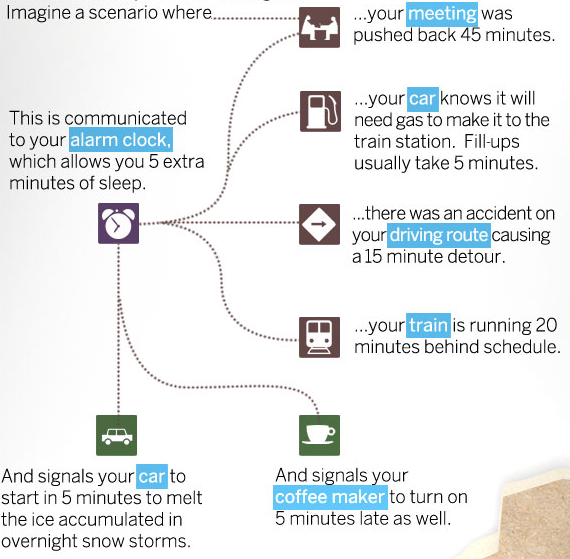 Imagine a scenario where
...your meeting was
pushed back 45 minutes.
...your car knows it will
need gas to make it to the
train station. Fill-ups
usually take 5 minutes.
This is communicated
to your alarm clock,
which allows you 5 extra
minutes of sleep.
...there was an accident on
your driving route causing
a 15 minute detour.
...your train is running 20
minutes behind schedule.
And signals your car to
start in 5 minutes to melt
the ice accumulated in
overnight snow storms.
And signals your
coffee maker to turn on
5 minutes late as well.